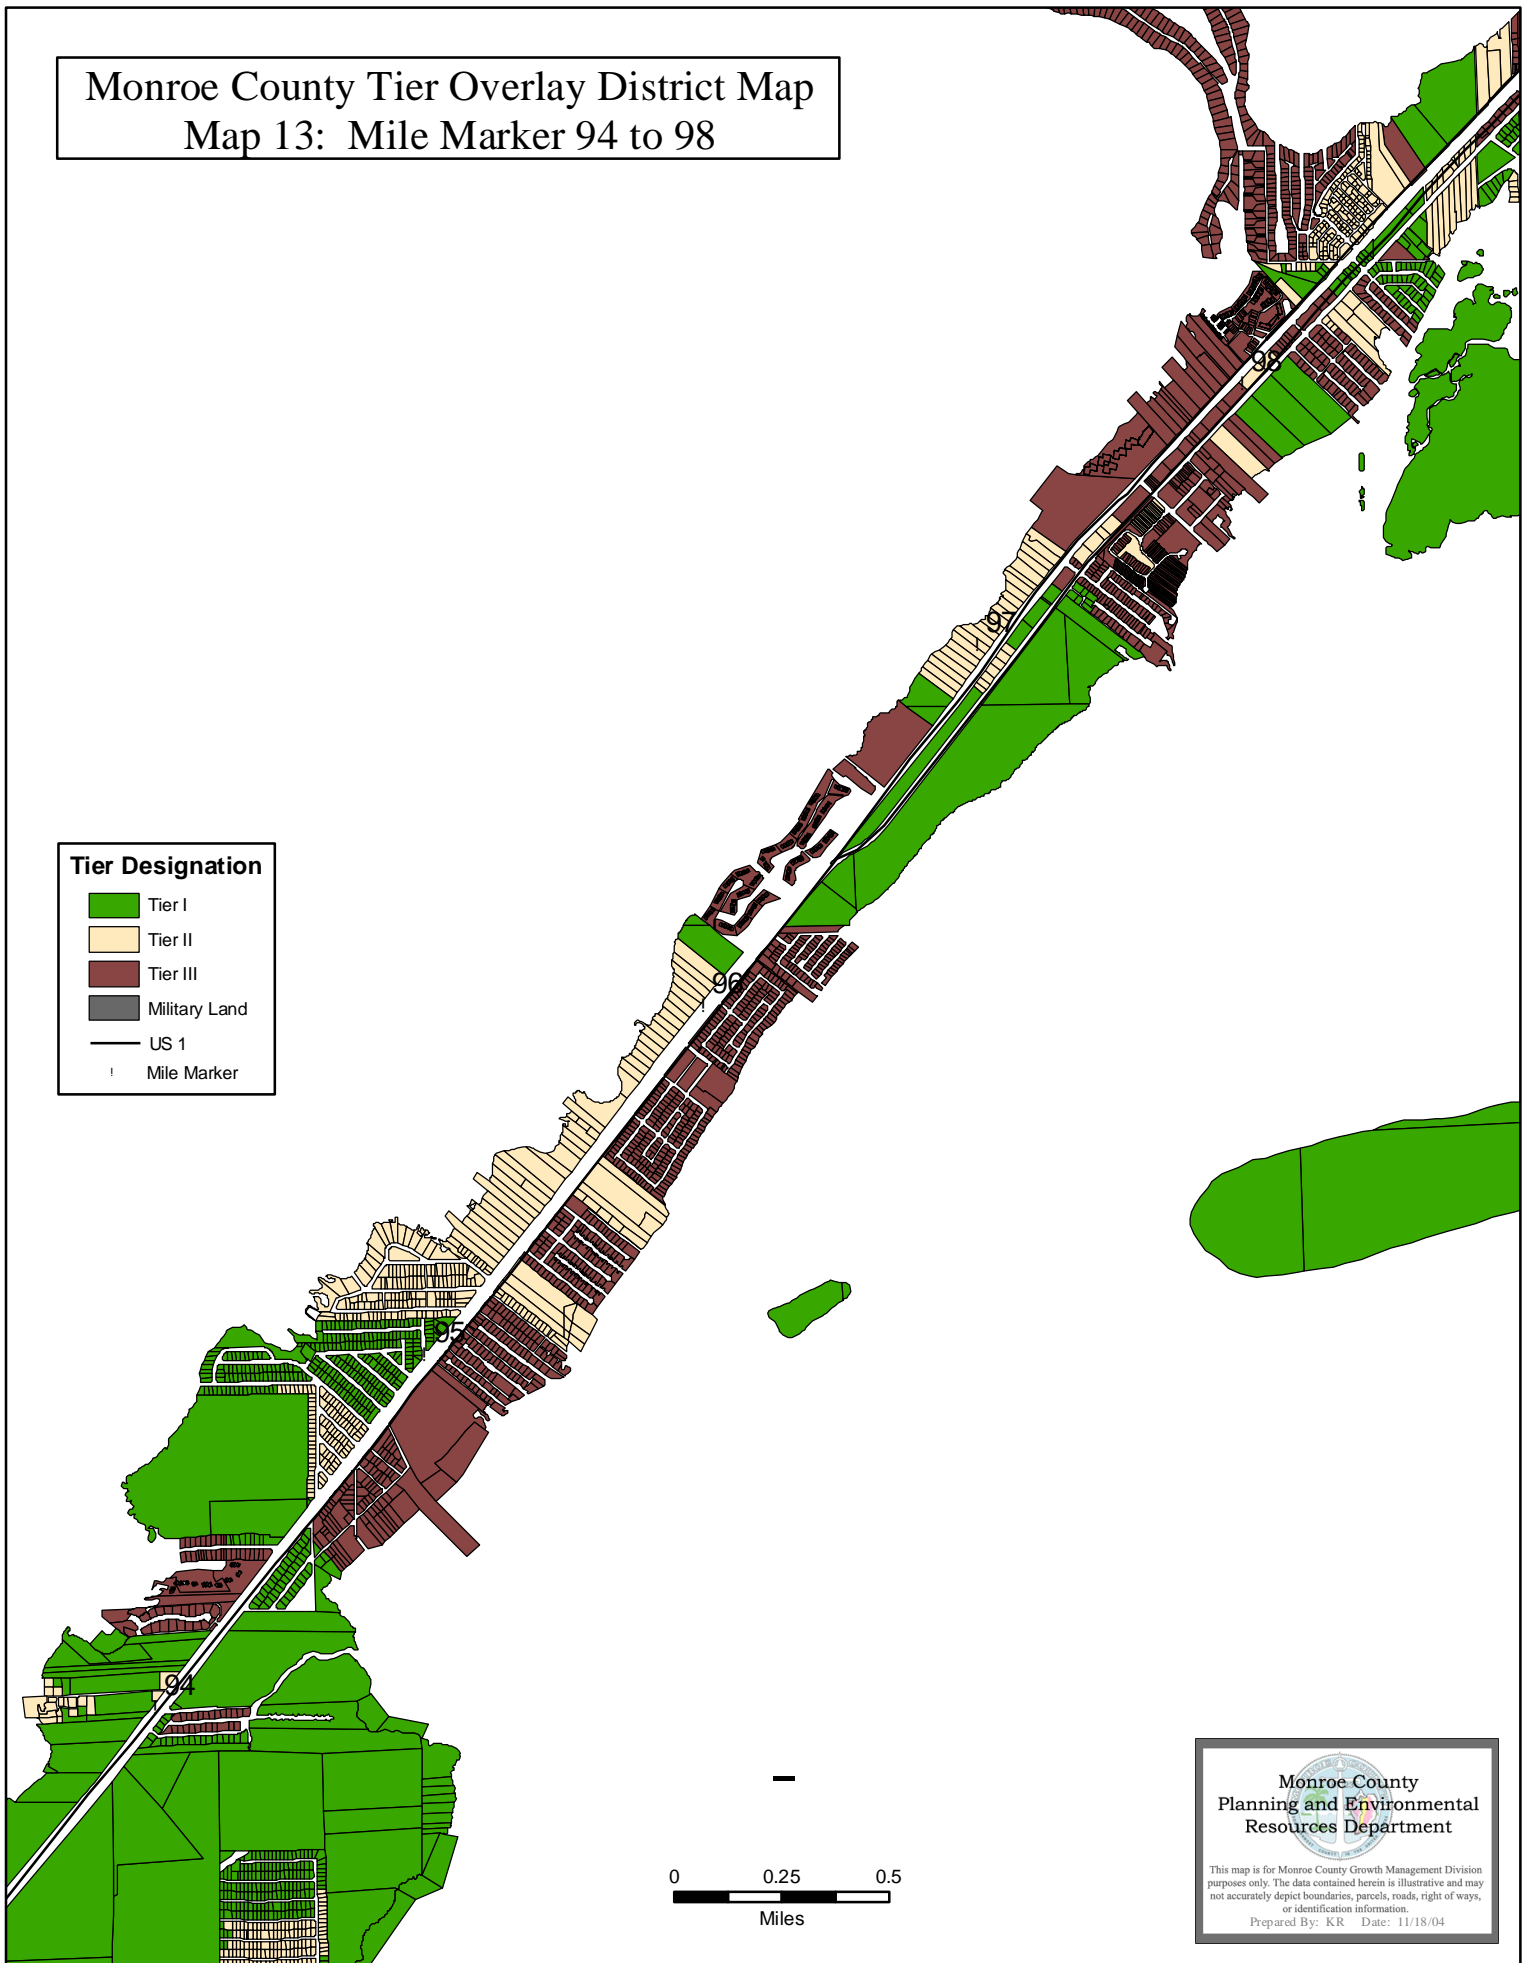 Monroe County Tier Overlay District Map
Map 13:  Mile Marker 94 to 98
98
97
Tier Designation
Tier I
Tier II
Tier III
Military Land
US 1
! Mile Marker
96
95
94
0 0.25 0.5
Miles
Monroe County
Planning and Environmental
Resources Department
This map is for Monroe County Growth Management Division
purposes only. The data contained herein is illustrative and may
not accurately depict boundaries, parcels, roads, right of ways,
or identification information.
Prepared By: KR Date: 11/18/04